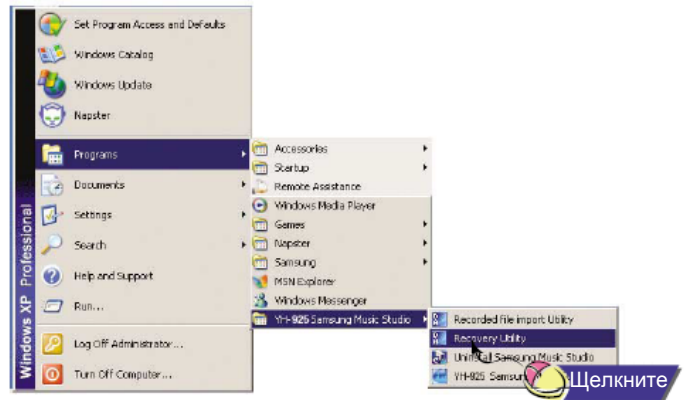 Windows XP Professional
Set Program Access and Defaults
Windows Catalog
Windows Update
Napster
Programs
Documents
Settings
Search
Help and Support
Run...
Log Off Administrator...
Turn Off Computer...
Accessories
Startup
Remote Assistance
Windows Media Player
Games
Napster
Samsung
MSN Explorer
Windows Messenger
YH-925 Samsung Music Studio
Recorded file import Utility
Recovery Utility
Uninstall Samsung Music Studio
YH-925 Samsung
Щелкните